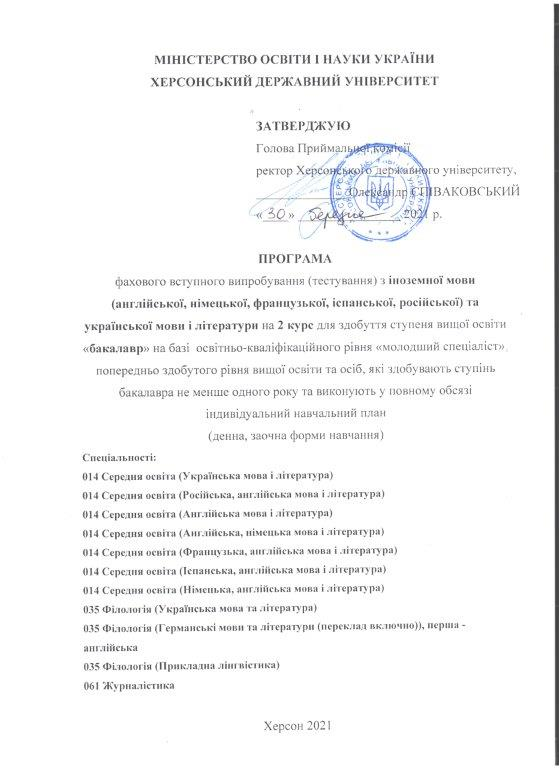 МІНІСТЕРСТВО ОСВІТИ І НАУКИ УКРАЇНИ
ХЕРСОНСЬКИЙ ДЕРЖАВНИЙ УНІВЕРСИТЕТ
ЗАТВЕРДЖУЮ
Голова Приймальної комісії
ректор Херсонського державного університету,
Олександр СПІВАКОВСЬКИЙ
« 30 » березня 2021 р.
ПРОГРАМА
фахового вступного випробування (тестування) з іноземної мови
(англійської, німецької, французької, іспанської, російської) та
української мови і літератури на 2 курс для здобуття ступеня вищої освіти
«бакалавр» на базі освітньо-кваліфікаційного рівня «молодший спеціаліст»,
попередньо здобутого рівня вищої освіти та осіб, які здобувають ступінь
бакалавра не менше одного року та виконують у повному обсязі
індивідуальний навчальний план
(денна, заочна форми навчання)
Спеціальності:
014 Середня освіта (Українська мова і література)
014 Середня освіта (Російська, англійська мова і література)
014 Середня освіта (Англійська мова і література)
014 Середня освіта (Англійська, німецька мова і література)
014 Середня освіта (Французька, англійська мова і література)
014 Середня освіта (Іспанська, англійська мова і література)
014 Середня освіта (Німецька, англійська мова і література)
035 Філологія (Українська мова та література)
035 Філологія (Германські мови та літератури (переклад включно)), перша -
англійська
035 Філологія (Прикладна лінгвістика)
061 Журналістика
Херсон 2021